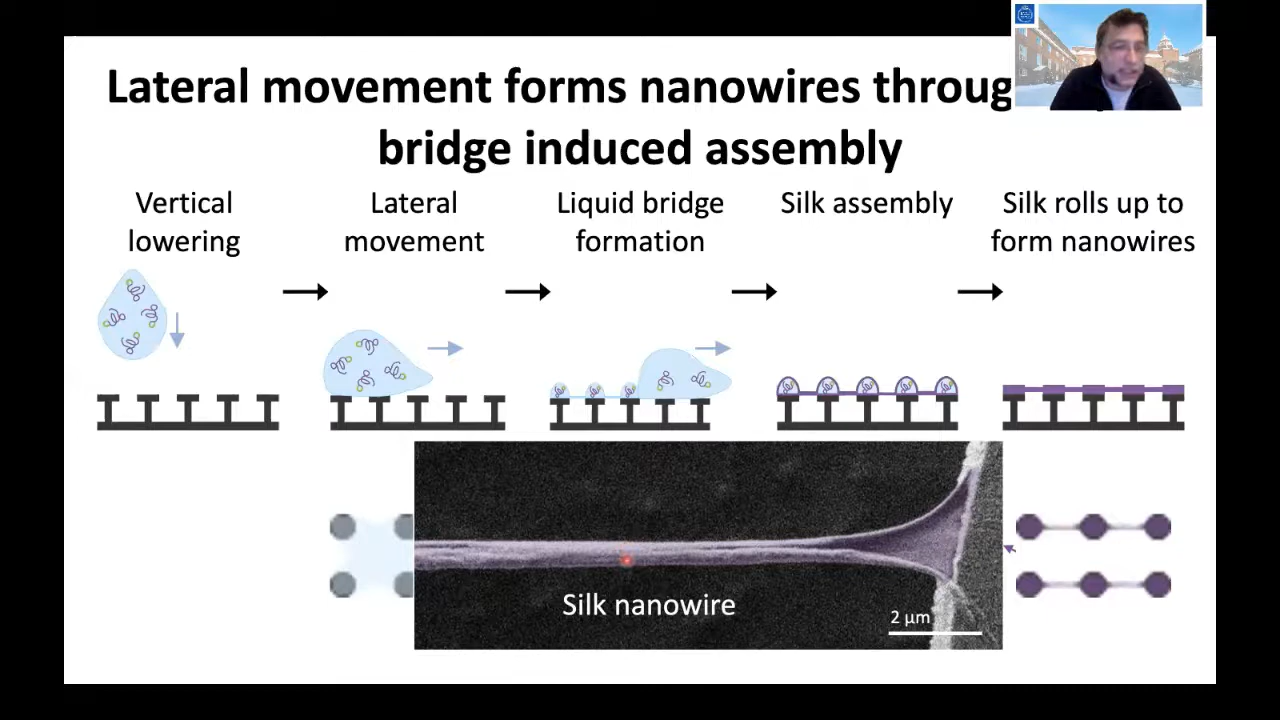 Lateral movement forms nanowires throug
bridge induced assembly
Vertical
lowering
Lateral
movement
Liquid bridge
formation
Silk assembly
Silk rolls up to
form nanowires
Silk nanowire
2 µm